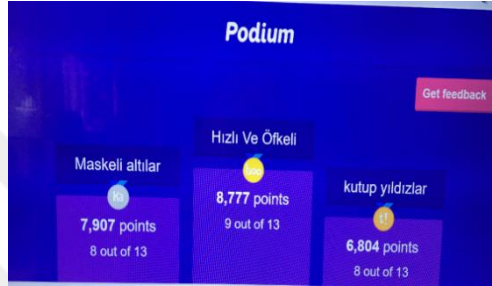 Podium
Get feedback
Hızlı Ve Öfkeli
8,777 points
9 out of 13
Maskeli altılar
7,907 points
8 out of 13
kutup yıldızlar
6,804 points
8 out of 13